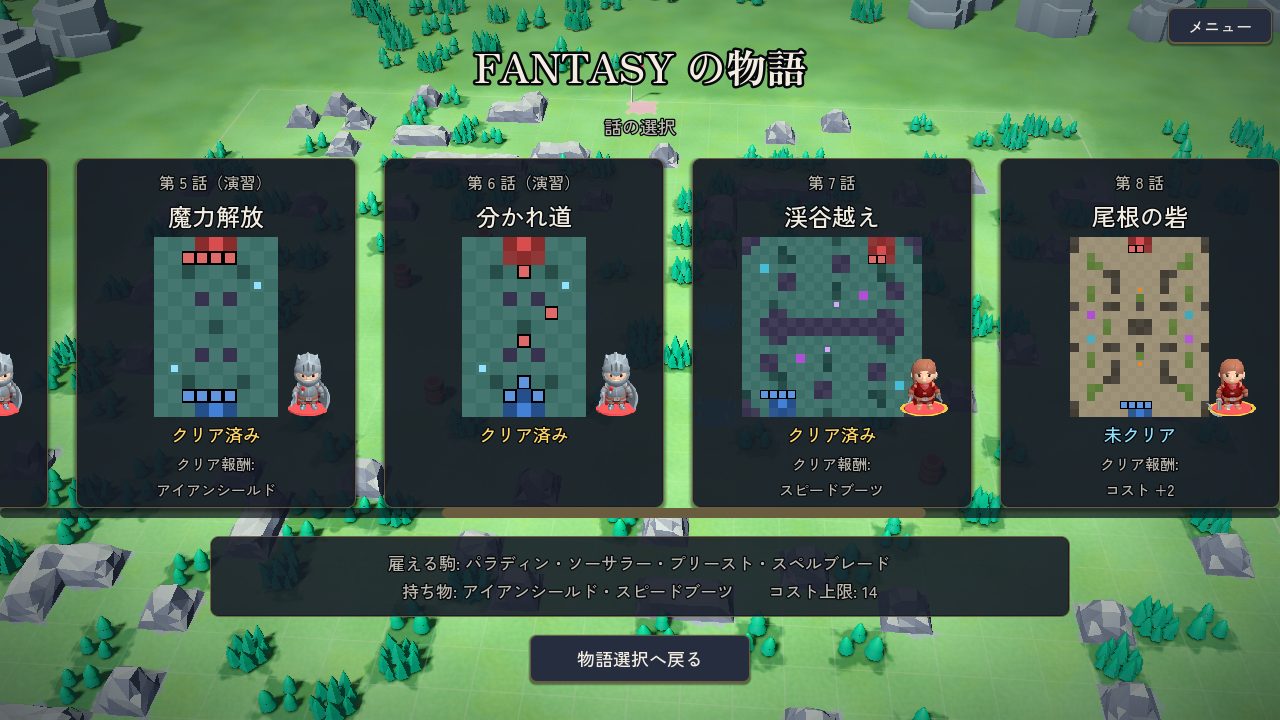 メニュー
FANTASY の物語
話の選択
第５話（演習）
魔力解放
クリア済み
クリア報酬:
アイアンシールド
第６話（演習）
分かれ道
クリア済み
第７話
渓谷越え
クリア済み
クリア報酬:
スピードブーツ
第８話
尾根の砦
未クリア
クリア報酬:
コスト +2
雇える駒: パラディン・ソーサラー・プリースト・スペルブレード
持ち物: アイアンシールド・スピードブーツ　　コスト上限: 14
物語選択へ戻る